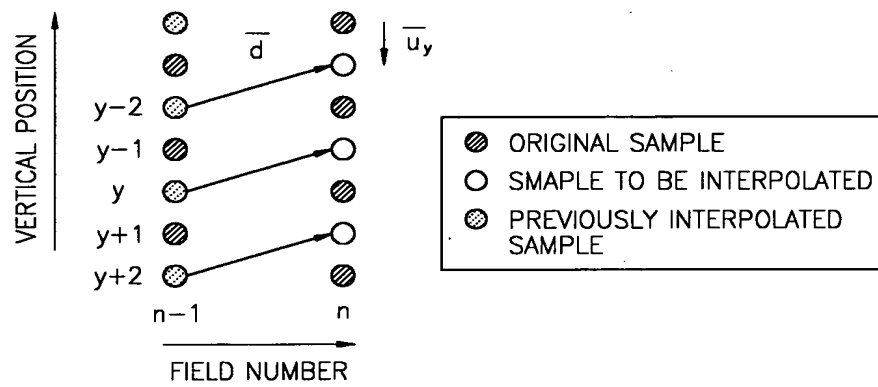 VERTICAL POSITION
d
u_y
y-2
y-1
y
y+1
y+2
n-1
n
FIELD NUMBER
ORIGINAL SAMPLE
SMAPLE TO BE INTERPOLATED
PREVIOUSLY INTERPOLATED
SAMPLE